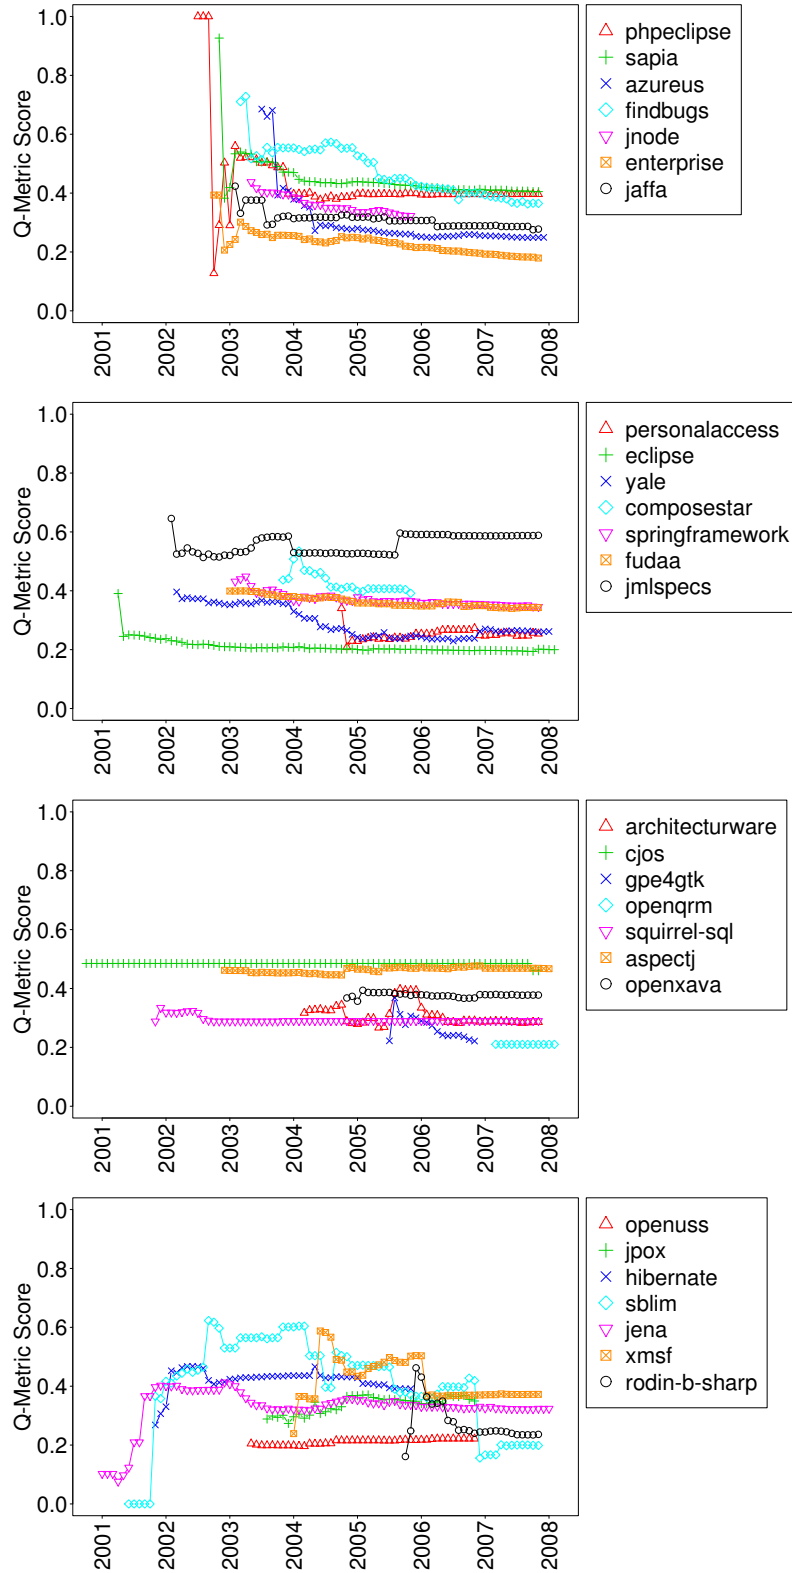 1.0
0.8
0.6
0.4
0.2
0.0
Q-Metric Score
2001
2002
2003
2004
2005
2006
2007
2008
phpeclipse
sapia
azureus
findbugs
jnode
enterprise
jaffa
1.0
0.8
0.6
0.4
0.2
0.0
Q-Metric Score
2001
2002
2003
2004
2005
2006
2007
2008
personalaccess
eclipse
yale
composestar
springframework
fudaa
jmlspecs
1.0
0.8
0.6
0.4
0.2
0.0
Q-Metric Score
2001
2002
2003
2004
2005
2006
2007
2008
architecturware
cjos
gpe4gtk
openqrm
squirrel-sql
aspectj
openxava
1.0
0.8
0.6
0.4
0.2
0.0
Q-Metric Score
2001
2002
2003
2004
2005
2006
2007
2008
openuss
jpox
hibernate
sblim
jena
xmsf
rodin-b-sharp